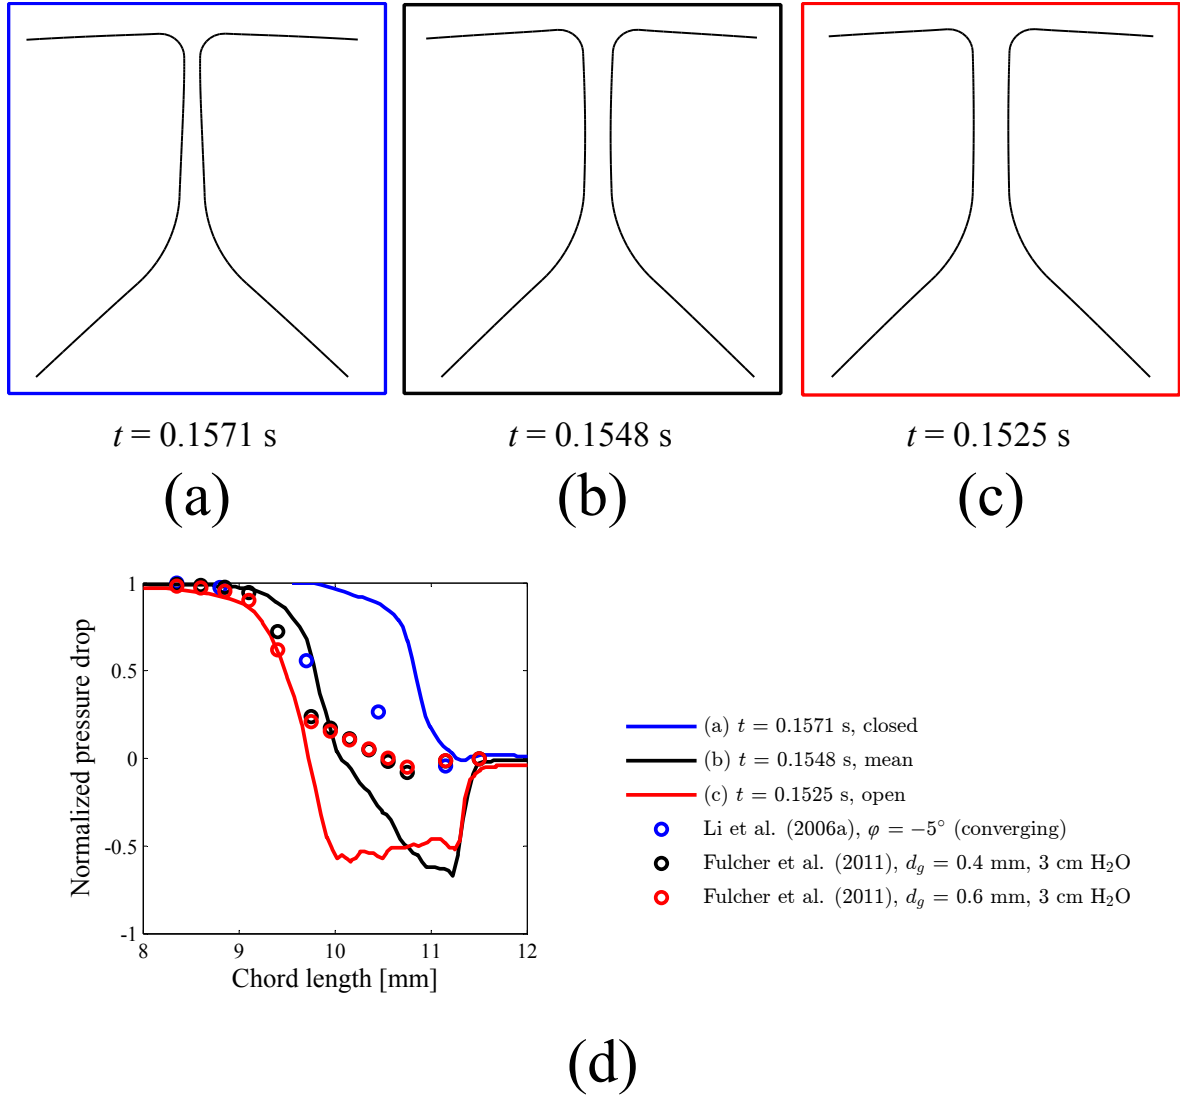 t = 0.1571 s
t = 0.1548 s
t = 0.1525 s
(a)
(b)
(c)
Normalized pressure drop
1
0.5
0
-0.5
-1
8
9
10
11
12
Chord length [mm]
(a) t = 0.1571 s, closed
(b) t = 0.1548 s, mean
(c) t = 0.1525 s, open
Li et al. (2006a), φ = −5° (converging)
Fulcher et al. (2011), d_g = 0.4 mm, 3 cm H₂O
Fulcher et al. (2011), d_g = 0.6 mm, 3 cm H₂O
(d)